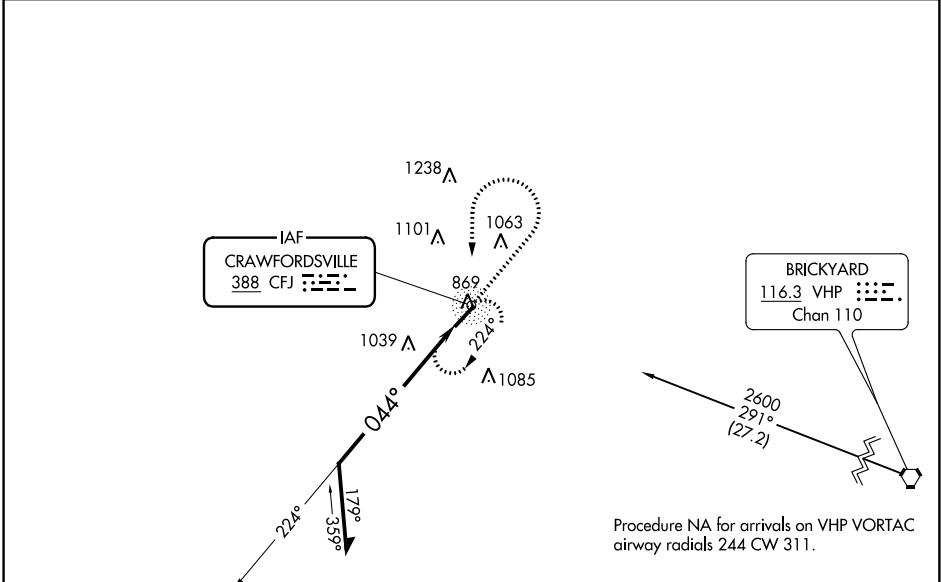 1238
1063
1101
IAF
CRAWFORDSVILLE
388 CFJ
869
224°
1039
1085
044°
BRICKYARD
116.3 VHP
Chan 110
2600
291°
(27.2)
179°
359°
224°
Procedure NA for arrivals on VHP VORTAC
airway radials 244 CW 311.